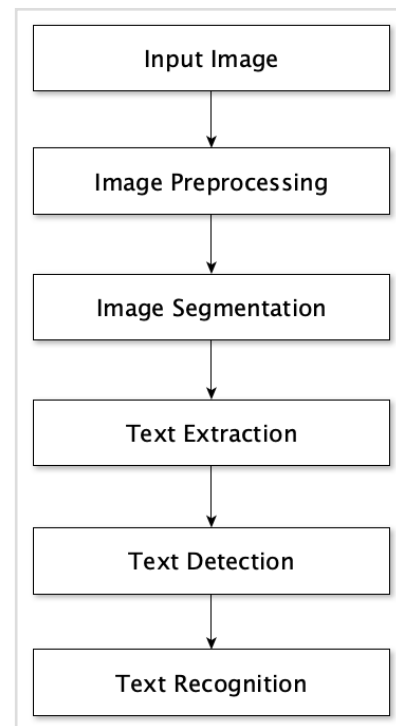 Input Image
Image Preprocessing
Image Segmentation
Text Extraction
Text Detection
Text Recognition